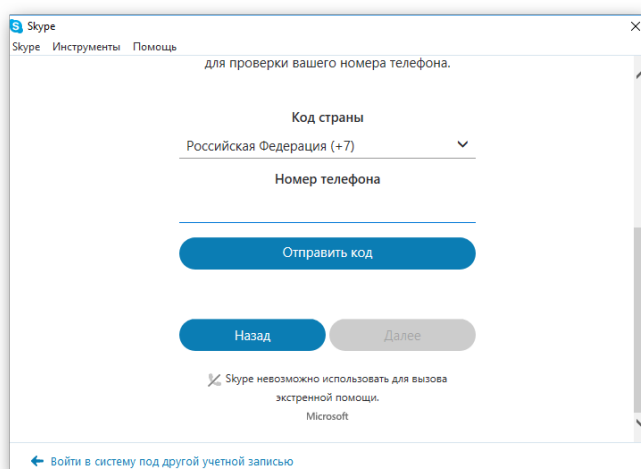 Skype
Skype Инструменты Помощь
для проверки вашего номера телефона.
Код страны
Российская Федерация (+7)
Номер телефона
Отправить код
Назад Далее
Skype невозможно использовать для вызова
экстренной помощи.
Microsoft
Войти в систему под другой учетной записью